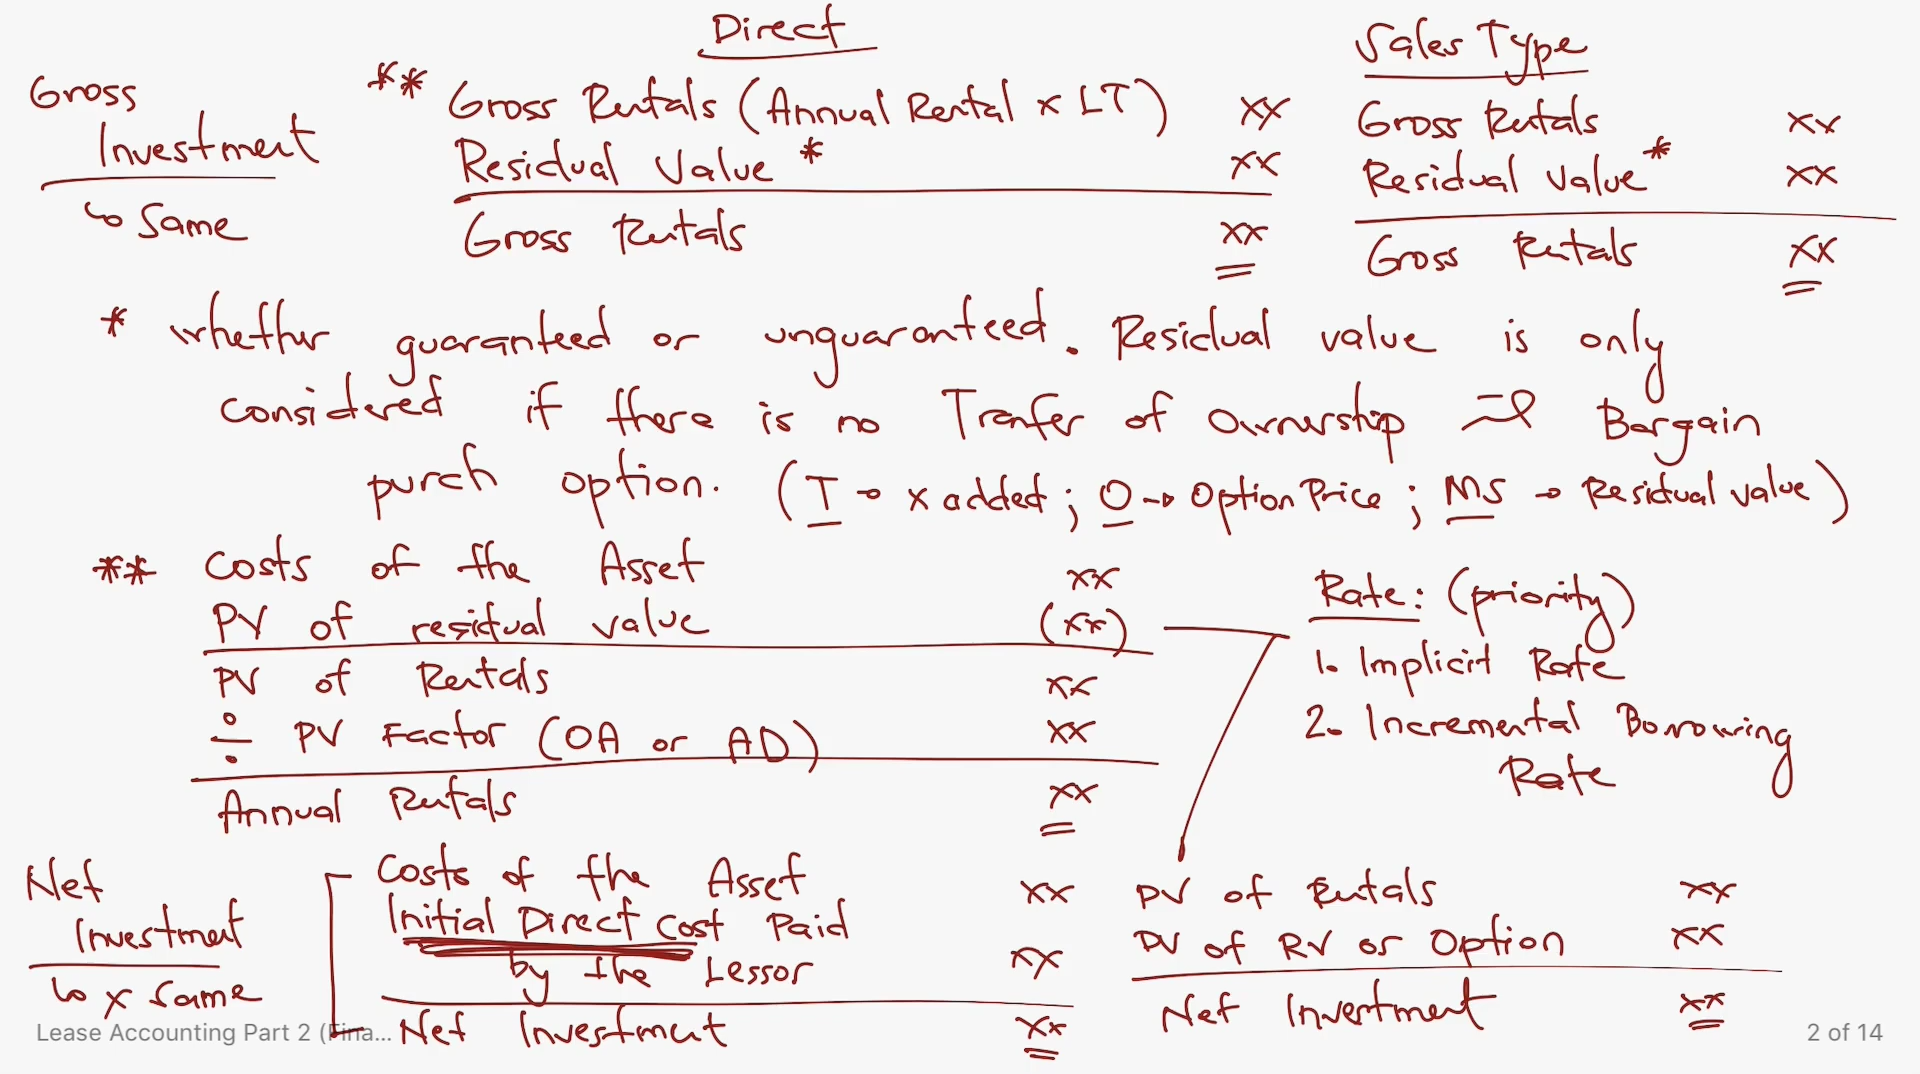 Direct
Sales Type
Gross Investment
↳ Same
** Gross Rentals (Annual Rental x LT) xx
Residual Value * xx
Gross Rentals xx
Gross Rentals xx
Residual Value * xx
Gross Rentals xx
* whether guaranteed or unguaranteed. Residual value is only
considered if there is no Tranfer of Ownership Bargain
purch option. (T → x added; O → Option Price; MS → Residual value)
** Costs of the Asset xx
PV of residual value (xx)
PV of Rentals xx
÷ PV Factor (OA or AD) xx
Annual Rentals xx
Rate: (priority)
1. Implicit Rate
2. Incremental Borrowing
Rate
Net Investment
↳ x Same
Costs of the Asset xx
Initial Direct Cost Paid
by the Lessor xx
Net Investment xx
PV of Rentals xx
PV of RV or Option xx
Net Investment xx
Lease Accounting Part 2 (Fina...
2 of 14